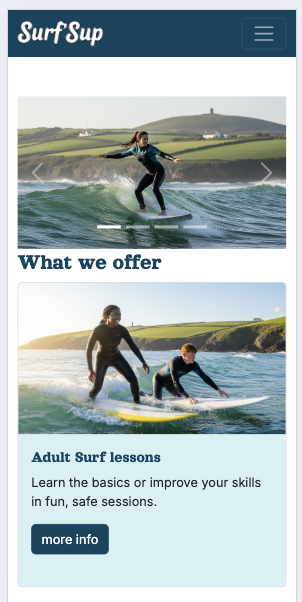 Surf'Sup
What we offer
Adult Surf lessons
Learn the basics or improve your skills
in fun, safe sessions.
more info